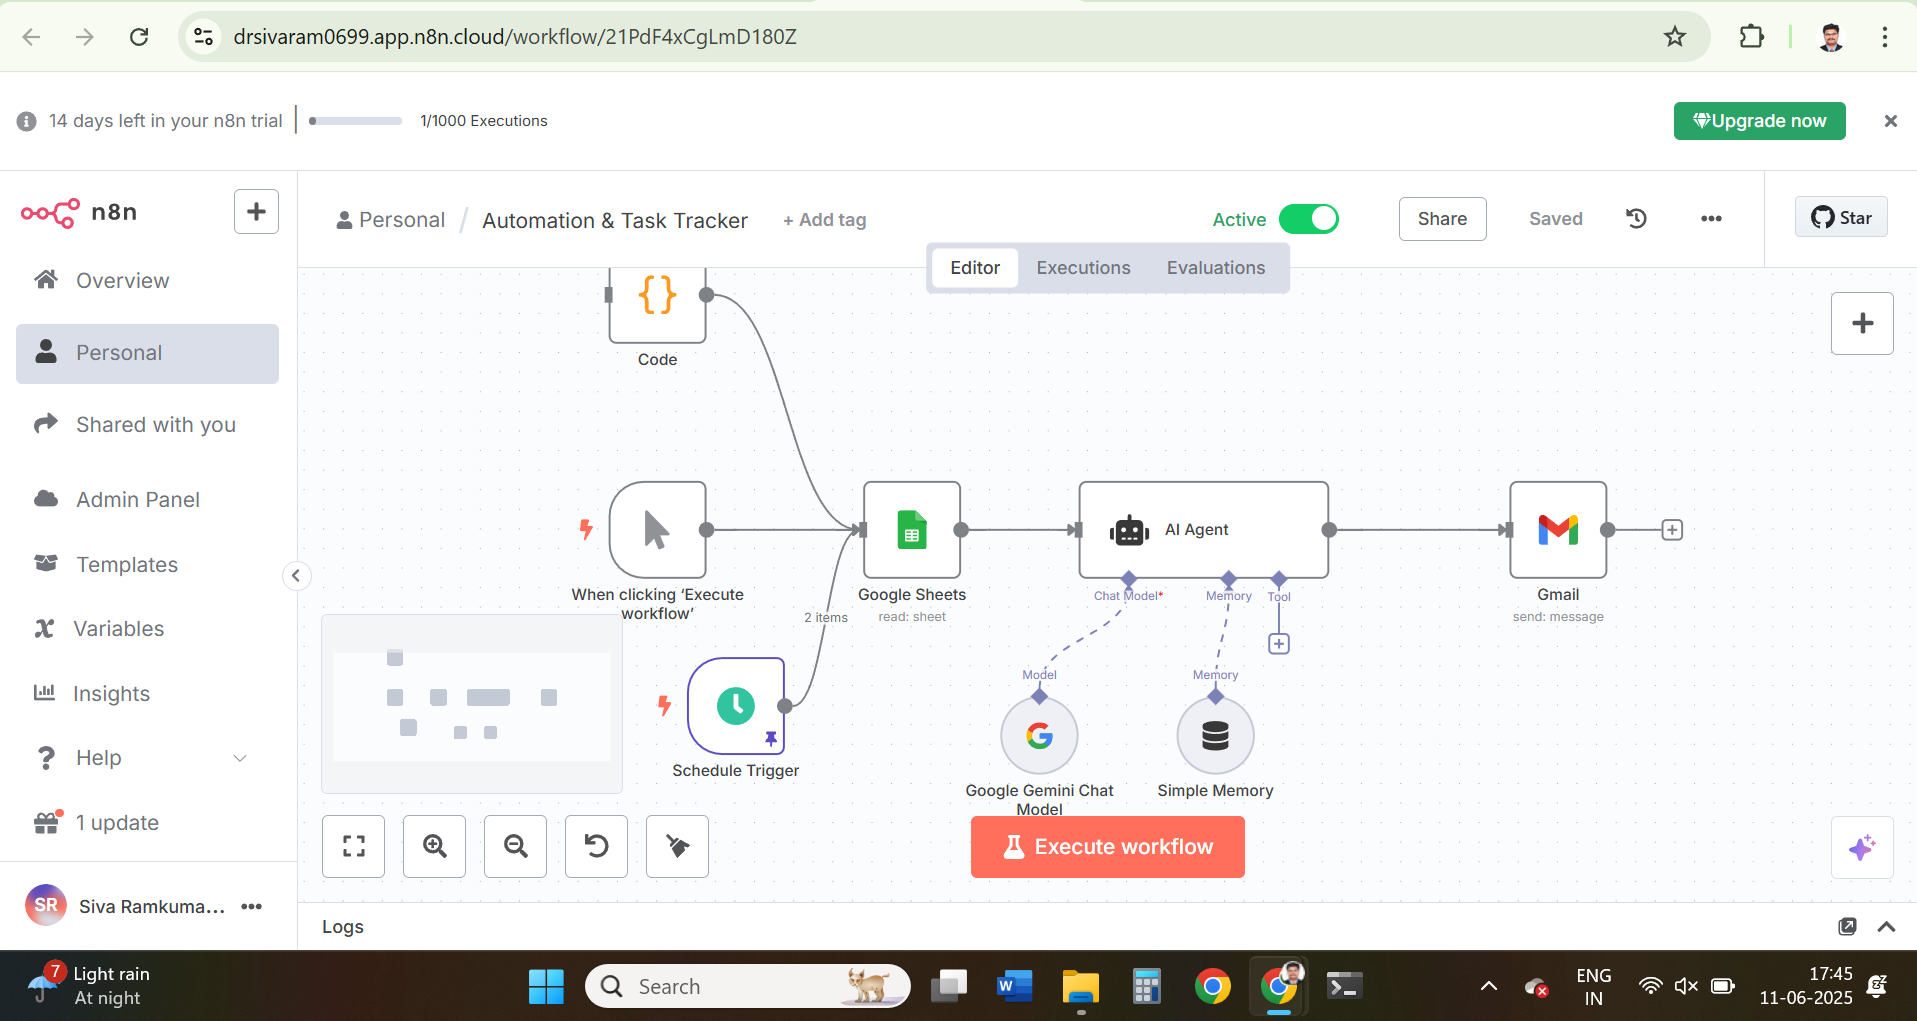 drsivaram0699.app.n8n.cloud/workflow/21PdF4xCgLmD180Z
14 days left in your n8n trial
1/1000 Executions
Upgrade now
n8n
Personal / Automation & Task Tracker
+ Add tag
Active
Share
Saved
Star
Editor
Executions
Evaluations
Overview
Personal
Shared with you
Admin Panel
Templates
Variables
Insights
Help
1 update
SR
Siva Ramkuma...
Code
When clicking ‘Execute
workflow’
Google Sheets
read: sheet
AI Agent
Chat Model*
Memory
Tool
Gmail
send: message
2 items
Schedule Trigger
Model
Google Gemini Chat
Model
Memory
Simple Memory
Execute workflow
Logs
7
Light rain
At night
Search
W
ENG
IN
17:45
11-06-2025